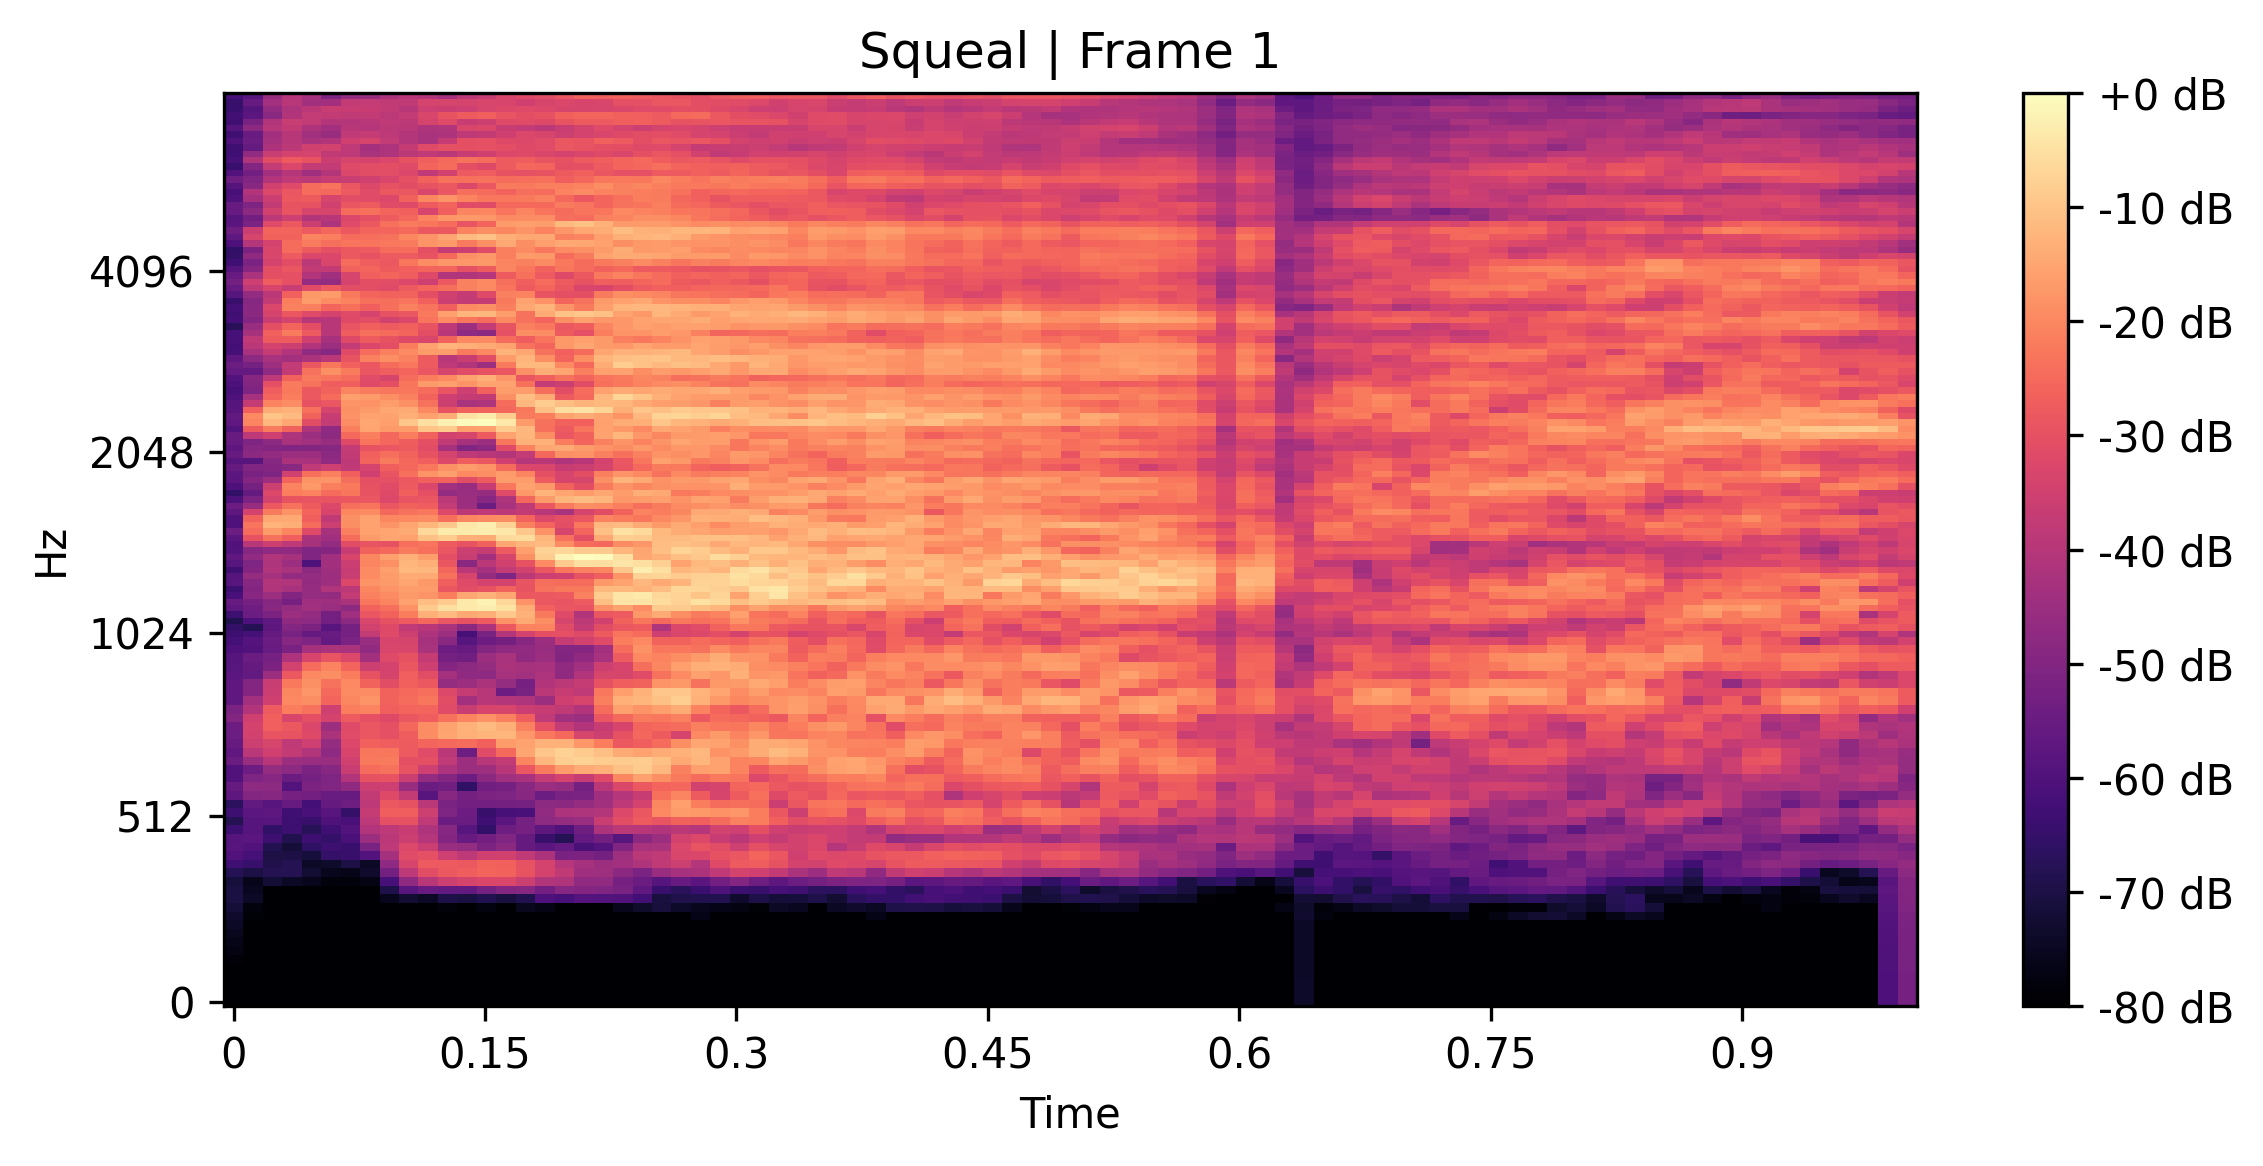 Squeal | Frame 1
+0 dB
-10 dB
-20 dB
-30 dB
-40 dB
-50 dB
-60 dB
-70 dB
-80 dB
4096
2048
1024
512
0
Hz
0 0.15 0.3 0.45 0.6 0.75 0.9
Time